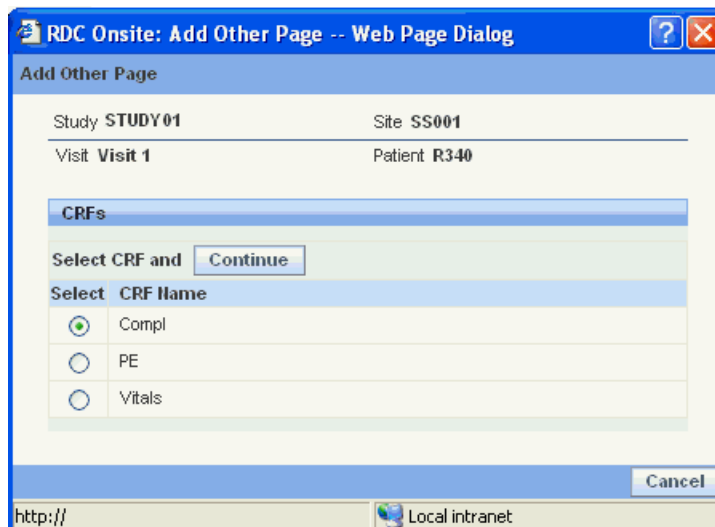 RDC Onsite: Add Other Page -- Web Page Dialog
Add Other Page
Study STUDY01 Site SS001
Visit Visit 1 Patient R340
CRFs
Select CRF and Continue
Select CRF Name
Compl
PE
Vitals
Cancel
http:// Local intranet